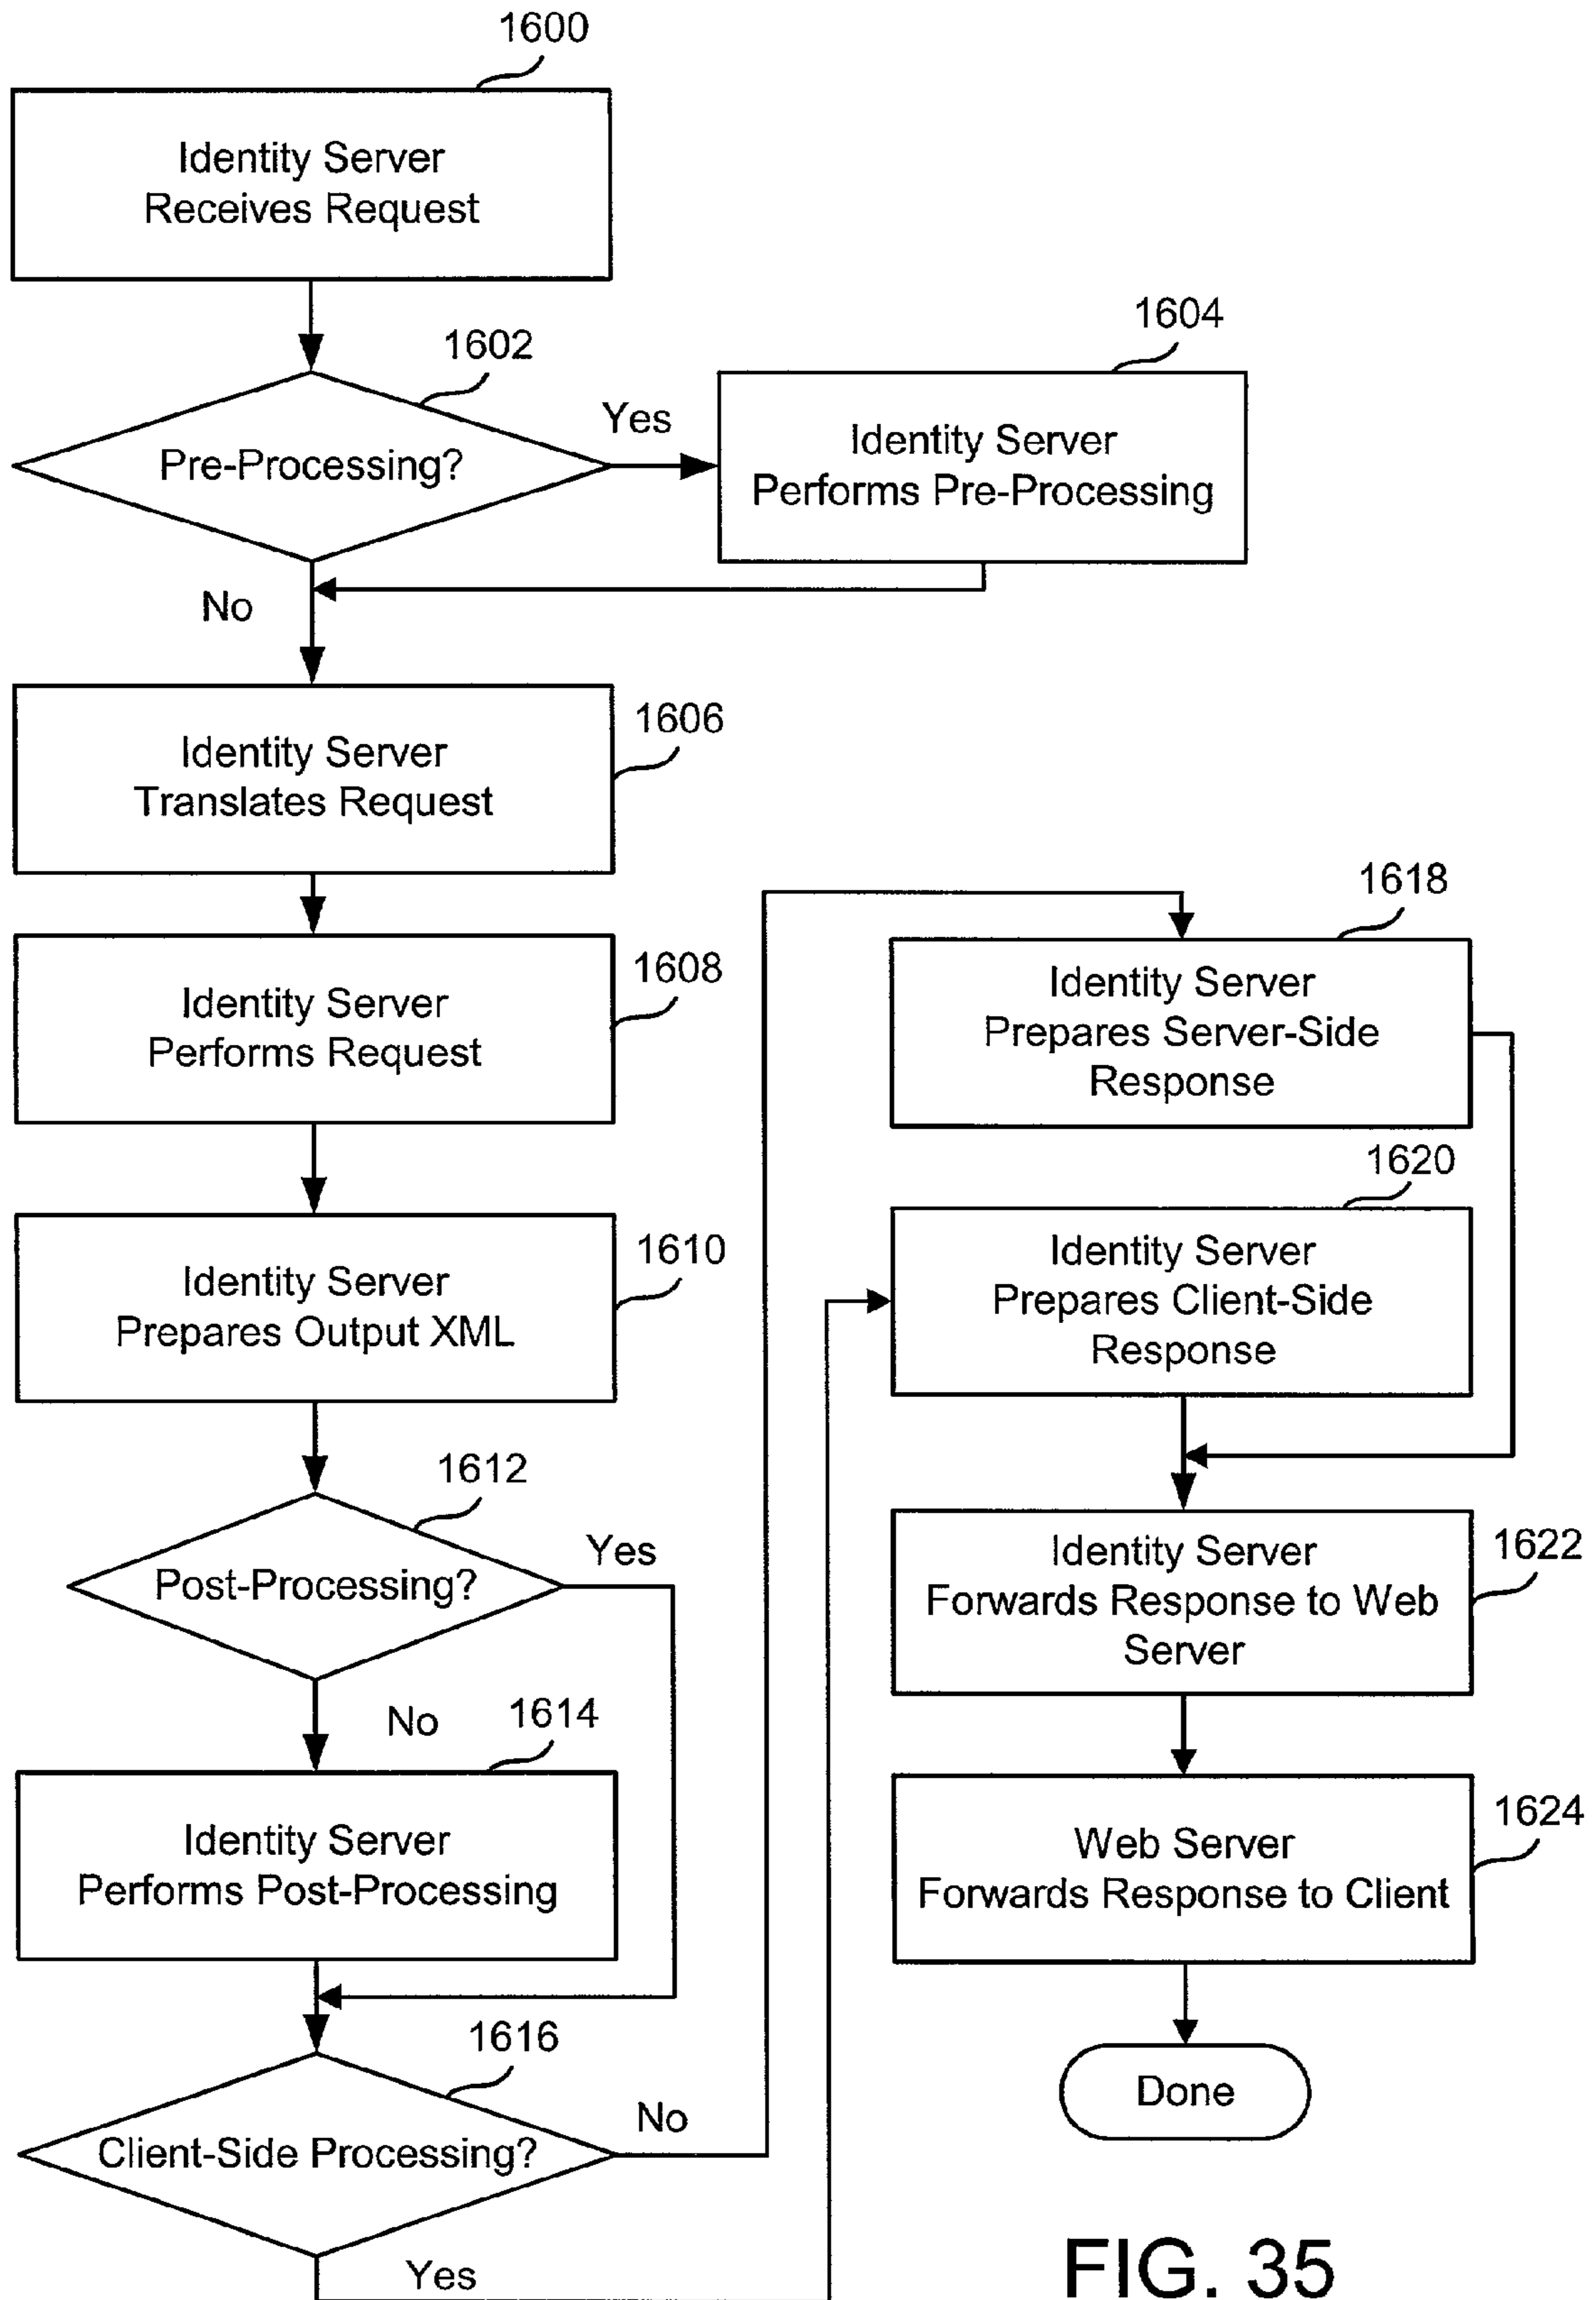 1600
Identity Server
Receives Request
1602
Pre-Processing?
Yes
No
1604
Identity Server
Performs Pre-Processing
1606
Identity Server
Translates Request
1608
Identity Server
Performs Request
1610
Identity Server
Prepares Output XML
1612
Post-Processing?
Yes
No
1614
Identity Server
Performs Post-Processing
1616
Client-Side Processing?
No
Yes
1618
Identity Server
Prepares Server-Side
Response
1620
Identity Server
Prepares Client-Side
Response
1622
Identity Server
Forwards Response to Web
Server
1624
Web Server
Forwards Response to Client
Done
FIG. 35